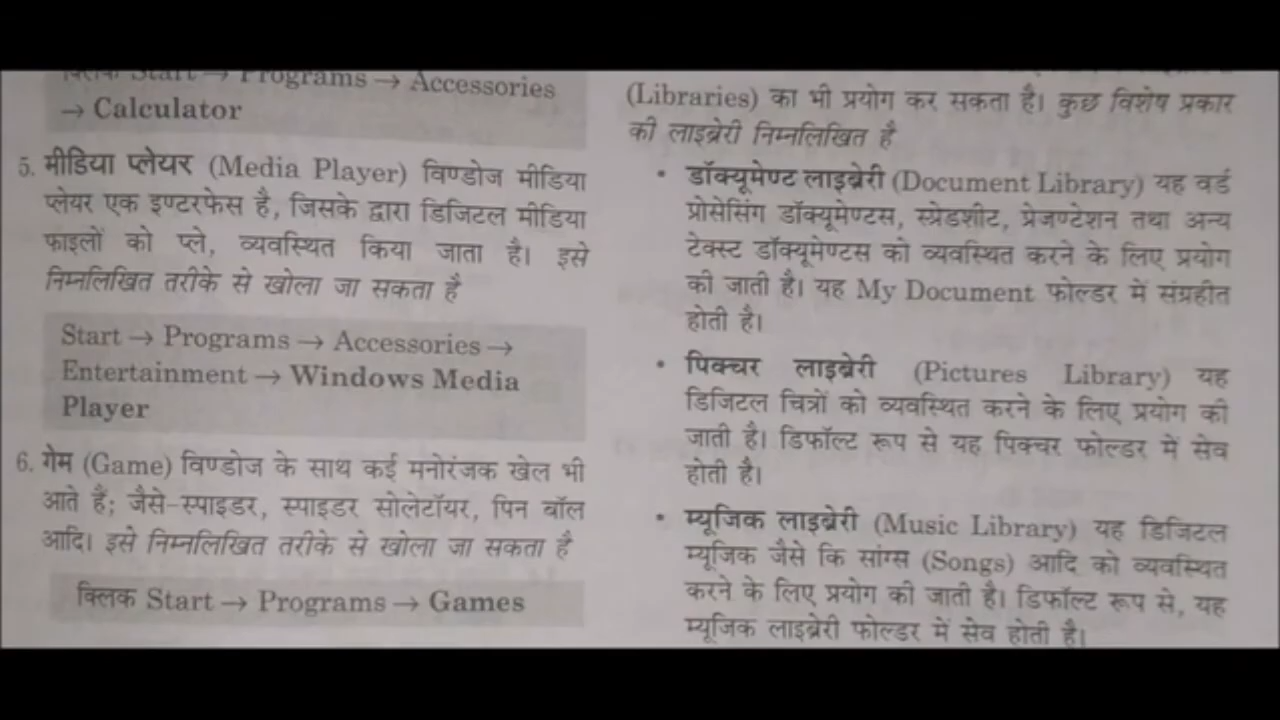 क्लिक Start → Programs → Accessories
→ Calculator
5. मीडिया प्लेयर (Media Player) विण्डोज मीडिया
प्लेयर एक इण्टरफेस है, जिसके द्वारा डिजिटल मीडिया
फाइलों को प्ले, व्यवस्थित किया जाता है। इसे
निम्नलिखित तरीके से खोला जा सकता है
Start → Programs → Accessories →
Entertainment → Windows Media
Player
6. गेम (Game) विण्डोज के साथ कई मनोरंजक खेल भी
आते हैं; जैसे-स्पाइडर, स्पाइडर सोलेटॉयर, पिन बॉल
आदि। इसे निम्नलिखित तरीके से खोला जा सकता है
क्लिक Start → Programs → Games
(Libraries) का भी प्रयोग कर सकता है। कुछ विशेष प्रकार
की लाइब्रेरी निम्नलिखित है
• डॉक्यूमेण्ट लाइब्रेरी (Document Library) यह वर्ड
प्रोसेसिंग डॉक्यूमेण्टस, स्प्रेडशीट, प्रेजण्टेशन तथा अन्य
टेक्स्ट डॉक्यूमेण्टस को व्यवस्थित करने के लिए प्रयोग
की जाती है। यह My Document फोल्डर में संग्रहीत
होती है।
• पिक्चर लाइब्रेरी (Pictures Library) यह
डिजिटल चित्रों को व्यवस्थित करने के लिए प्रयोग की
जाती है। डिफॉल्ट रूप से यह पिक्चर फोल्डर में सेव
होती है।
• म्यूजिक लाइब्रेरी (Music Library) यह डिजिटल
म्यूजिक जैसे कि सांग्स (Songs) आदि को व्यवस्थित
करने के लिए प्रयोग की जाती है। डिफॉल्ट रूप से, यह
म्यूजिक लाइब्रेरी फोल्डर में सेव होती है।